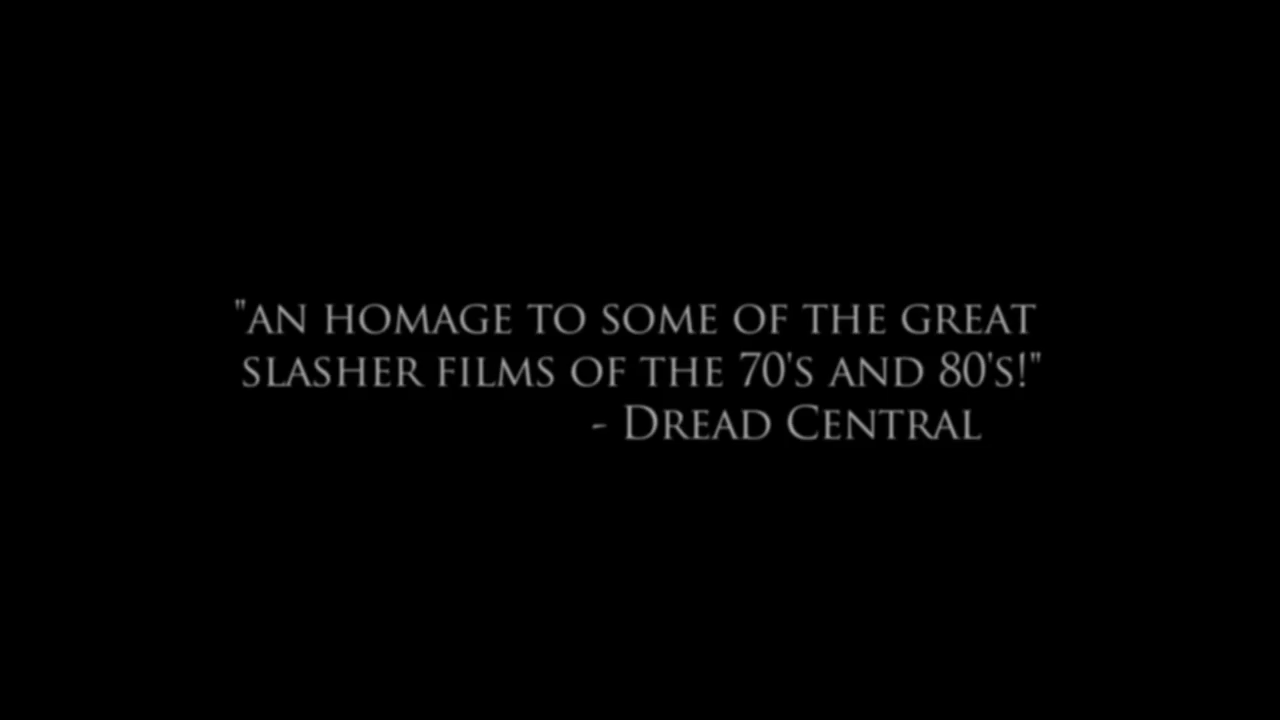 "AN HOMAGE TO SOME OF THE GREAT
SLASHER FILMS OF THE 70'S AND 80'S!"
- DREAD CENTRAL